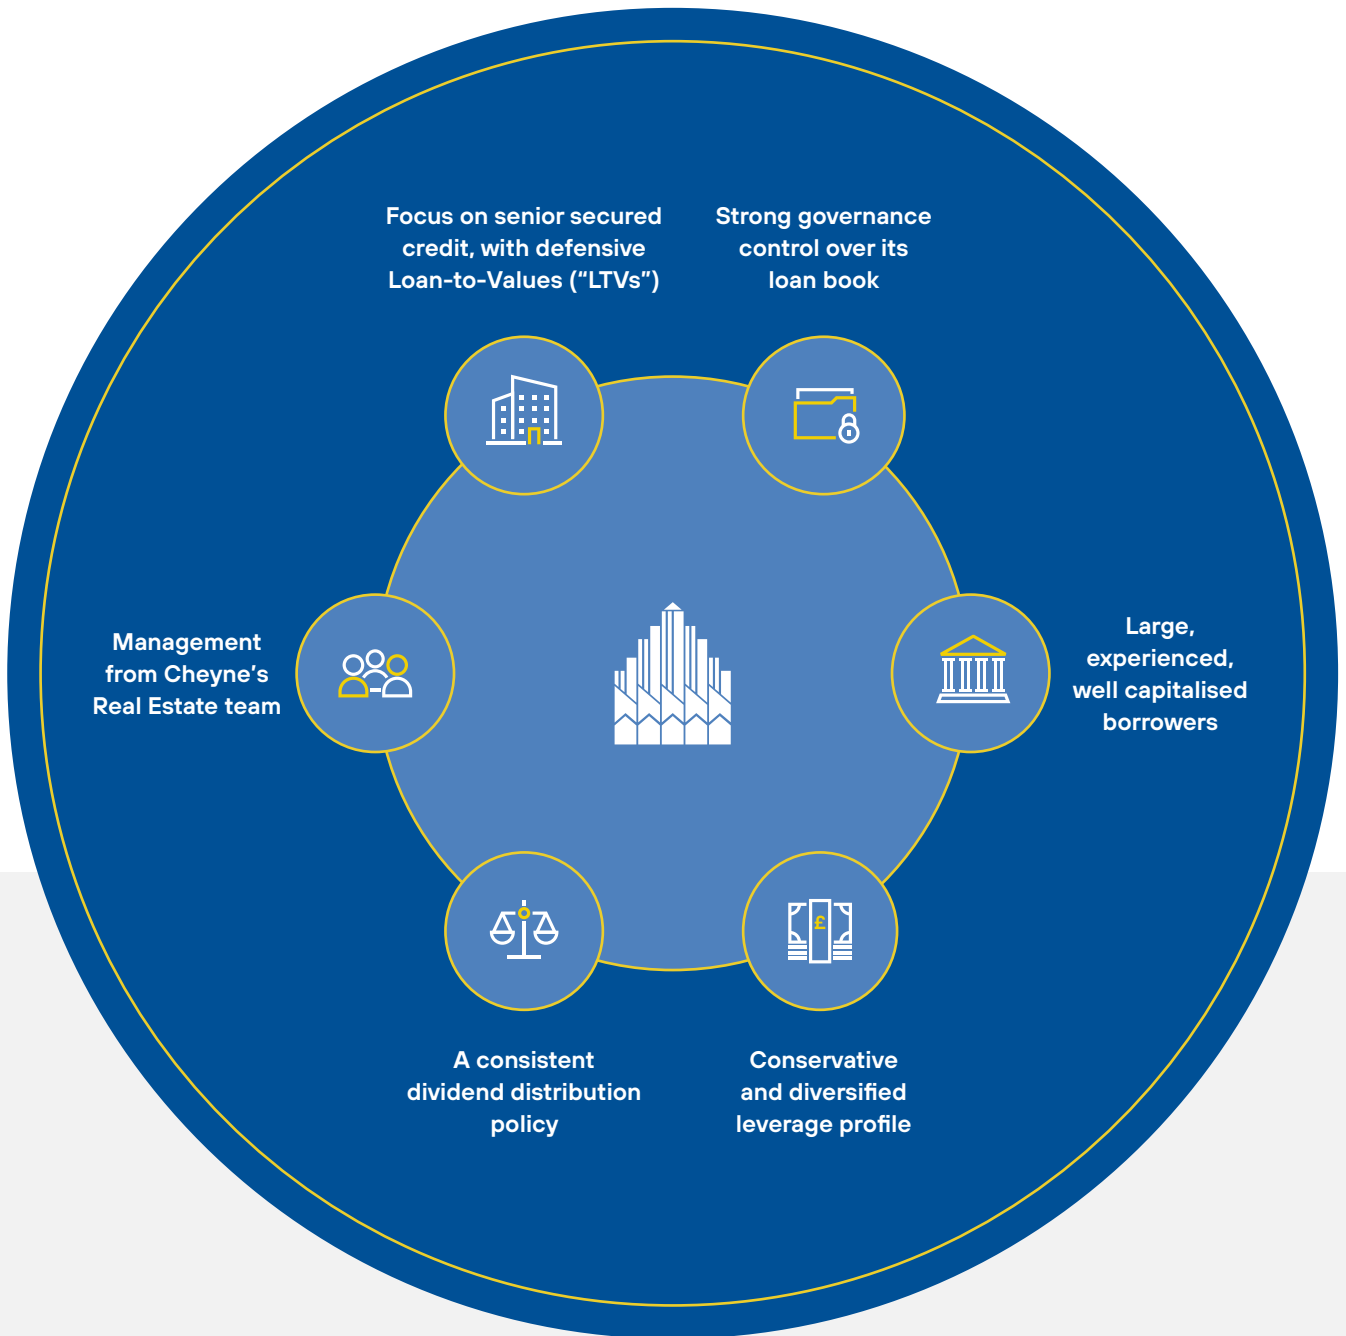 Focus on senior secured
credit, with defensive
Loan-to-Values (“LTVs”)
Strong governance
control over its
loan book
Management
from Cheyne’s
Real Estate team
Large,
experienced,
well capitalised
borrowers
£
A consistent
dividend distribution
policy
Conservative
and diversified
leverage profile